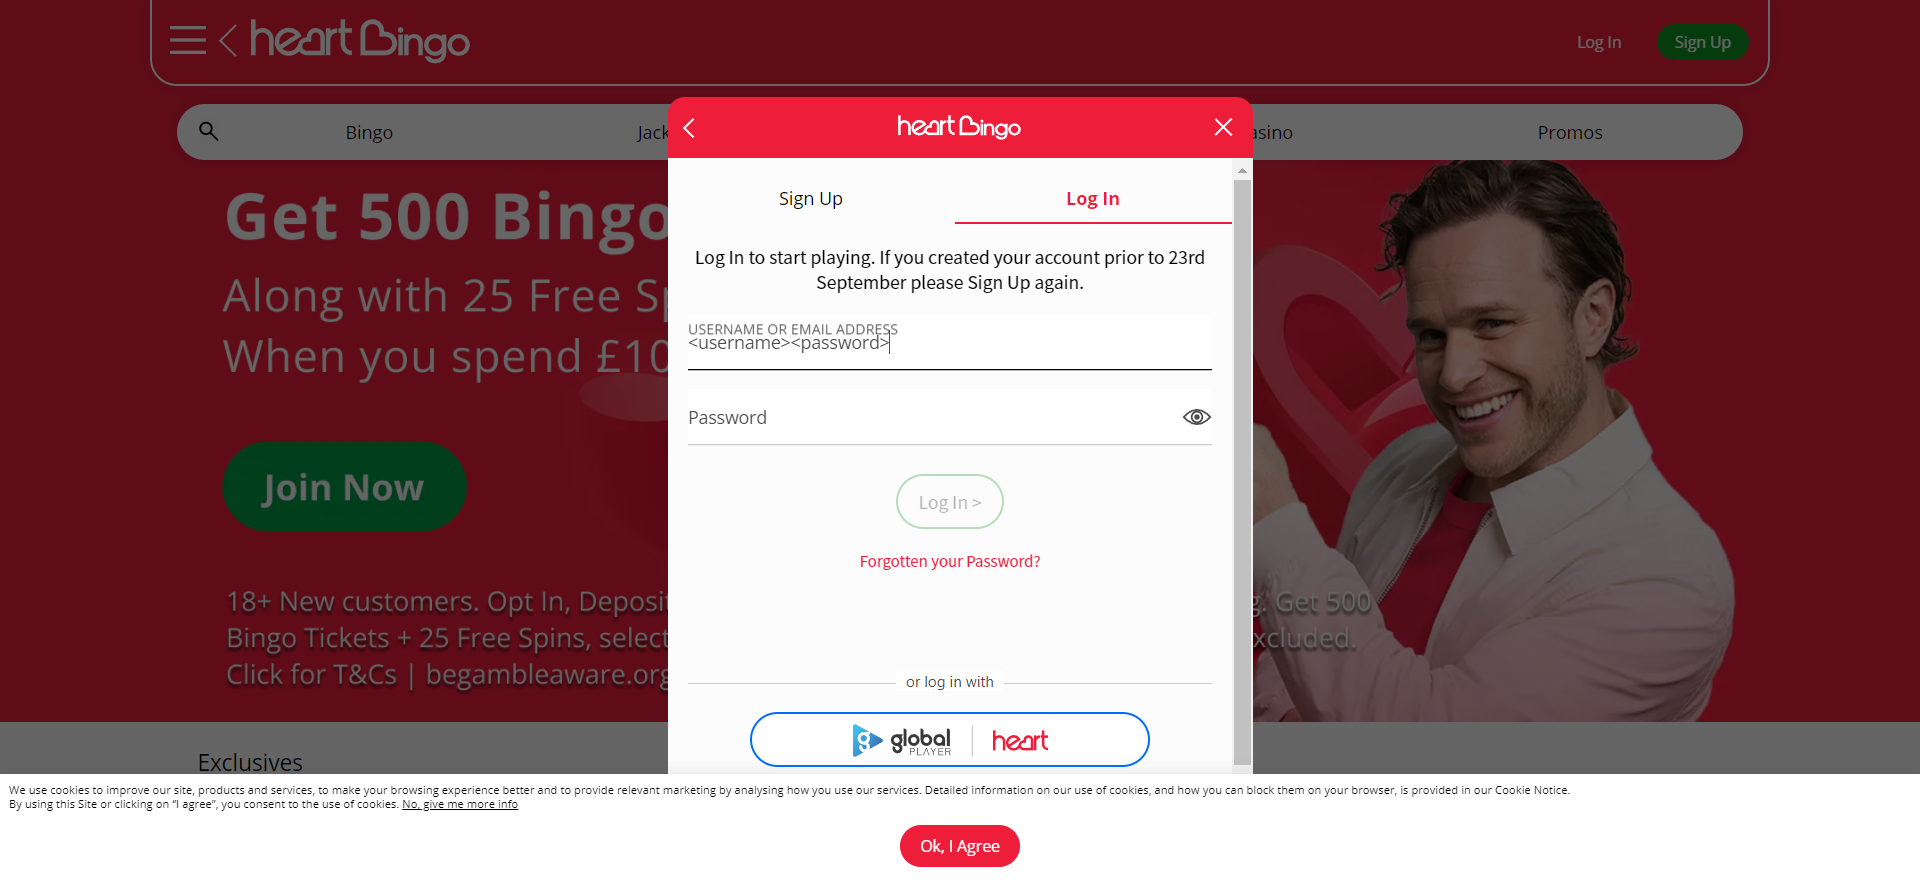 heart Bingo
Log In
Sign Up
Bingo
Jack
asino
Promos
heart Bingo
Sign Up
Log In
Log In to start playing. If you created your account prior to 23rd
September please Sign Up again.
USERNAME OR EMAIL ADDRESS
<username><password>
Password
Log In >
Forgotten your Password?
or log in with
global PLAYER
heart
Get 500 Bingo
Along with 25 Free Sp
When you spend £10
Join Now
18+ New customers. Opt In, Deposit g. Get 500
Bingo Tickets + 25 Free Spins, select xcluded.
Click for T&Cs | begambleaware.org
Exclusives
We use cookies to improve our site, products and services, to make your browsing experience better and to provide relevant marketing by analysing how you use our services. Detailed information on our use of cookies, and how you can block them on your browser, is provided in our Cookie Notice.
By using this Site or clicking on “I agree”, you consent to the use of cookies. No, give me more info
Ok, I Agree